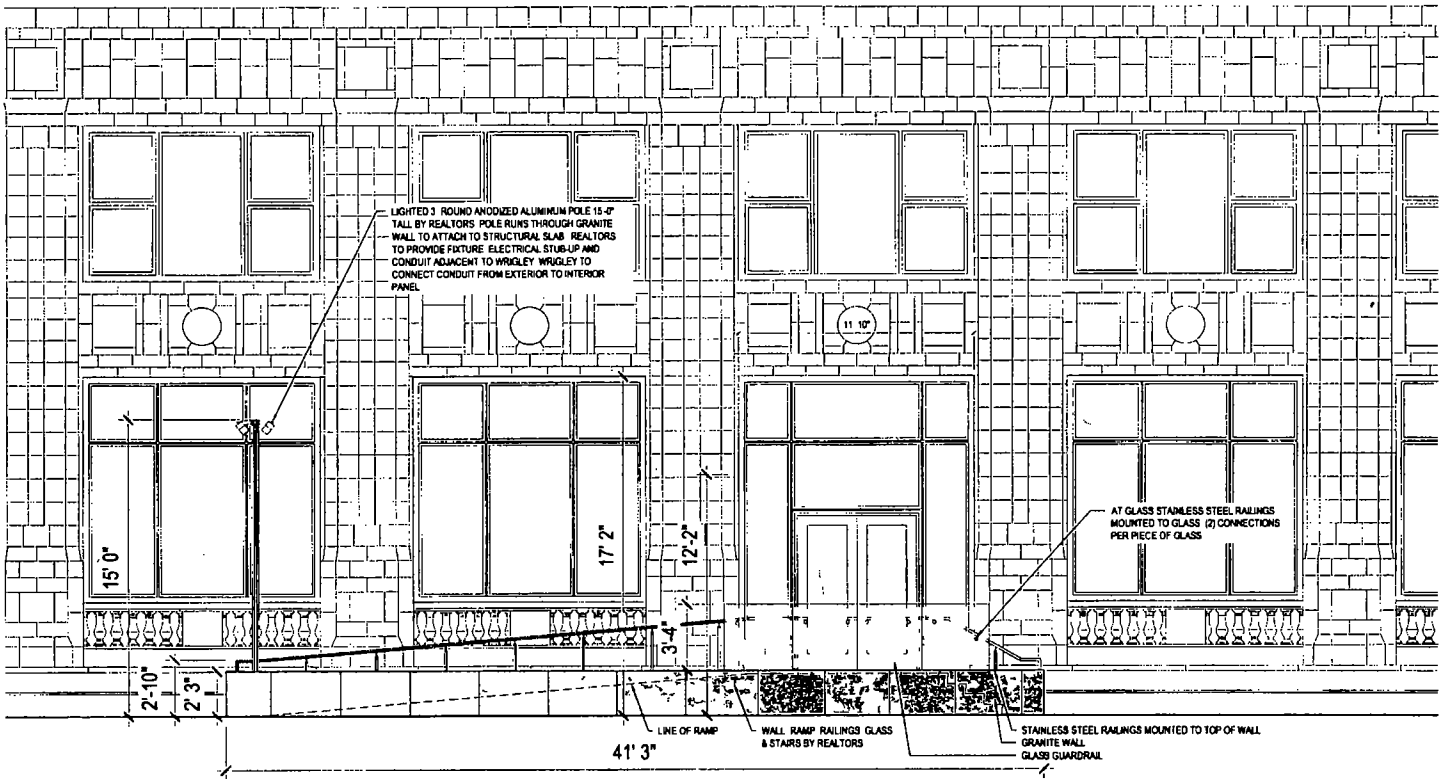 LIGHTED 3 ROUND ANODIZED ALUMINUM POLE 15-0"
TALL BY REALTORS POLE RUNS THROUGH GRANITE
WALL TO ATTACH TO STRUCTURAL SLAB REALTORS
TO PROVIDE FIXTURE ELECTRICAL STUB-UP AND
CONDUIT ADJACENT TO WRIGLEY WRIGLEY TO
CONNECT CONDUIT FROM EXTERIOR TO INTERIOR
PANEL
11 10"
15' 0"
17' 2"
12'-2"
3'-4"
2'-10"
2' 3"
AT GLASS STAINLESS STEEL RAILINGS
MOUNTED TO GLASS (2) CONNECTIONS
PER PIECE OF GLASS
LINE OF RAMP
WALL RAMP RAILINGS GLASS
& STAIRS BY REALTORS
STAINLESS STEEL RAILINGS MOUNTED TO TOP OF WALL
GRANITE WALL
GLASS GUARDRAIL
41' 3"